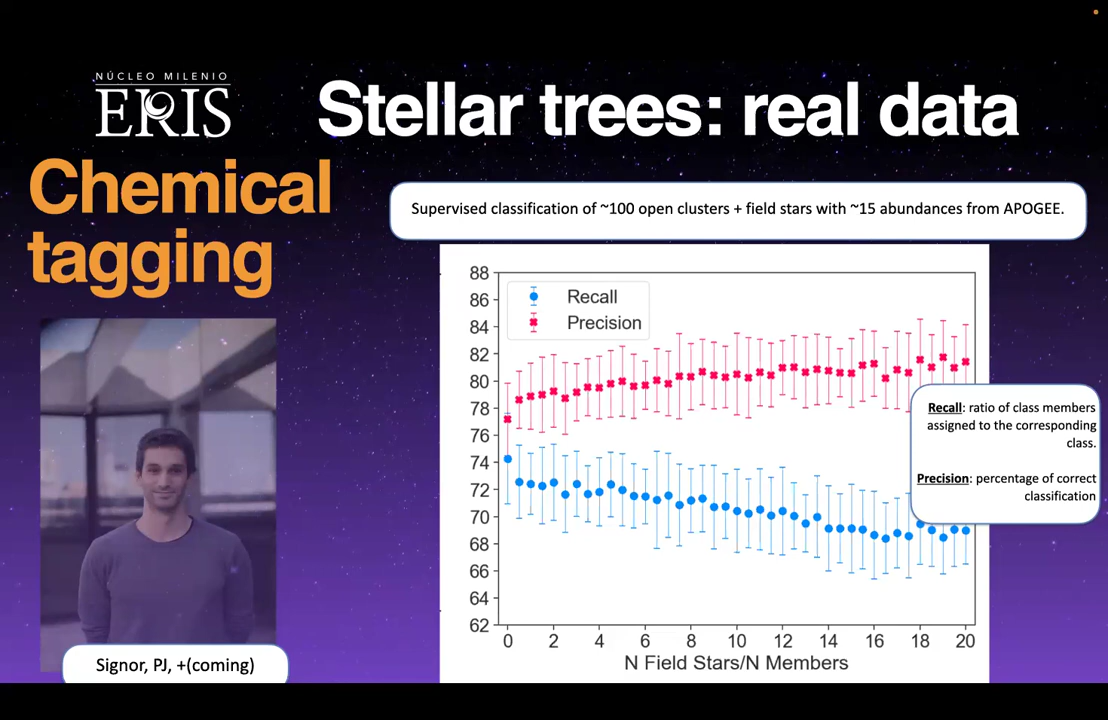 NÚCLEO MILENIO
ERIS
Stellar trees: real data
Chemical
tagging
Supervised classification of ~100 open clusters + field stars with ~15 abundances from APOGEE.
88
86
84
82
80
78
76
74
72
70
68
66
64
62
Recall
Precision
0 2 4 6 8 10 12 14 16 18 20
N Field Stars/N Members
Recall: ratio of class members
assigned to the corresponding
class.
Precision: percentage of correct
classification
Signor, PJ, +(coming)